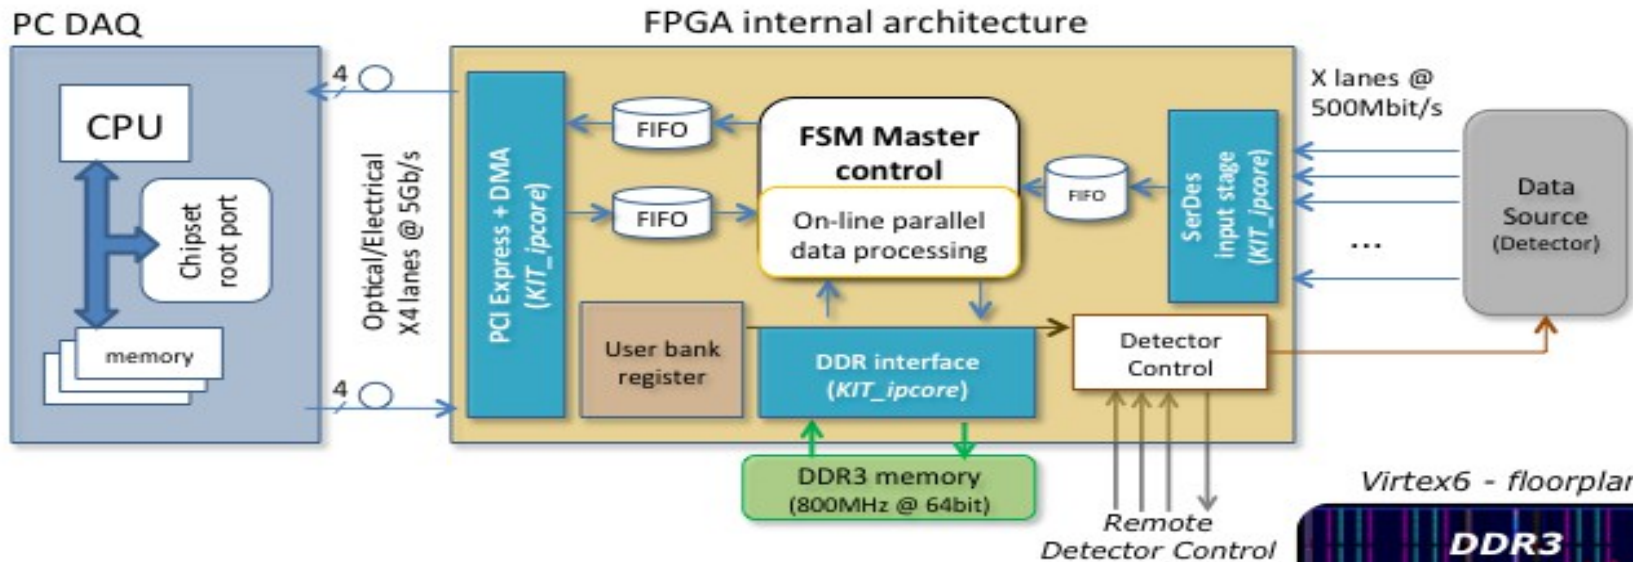 PC DAQ
FPGA internal architecture
CPU
Chipset
root port
memory
4
4
Optical/Electrical
X4 lanes @ 5Gb/s
PCI Express + DMA
(KIT_ipcore)
FIFO
FIFO
FSM Master
control
On-line parallel
data processing
FIFO
SerDes
input stage
(KIT_ipcore)
X lanes @
500Mbit/s
...
Data
Source
(Detector)
User bank
register
DDR interface
(KIT_ipcore)
Detector
Control
DDR3 memory
(800MHz @ 64bit)
Remote
Detector Control
Virtex6 - floorplan
DDR3